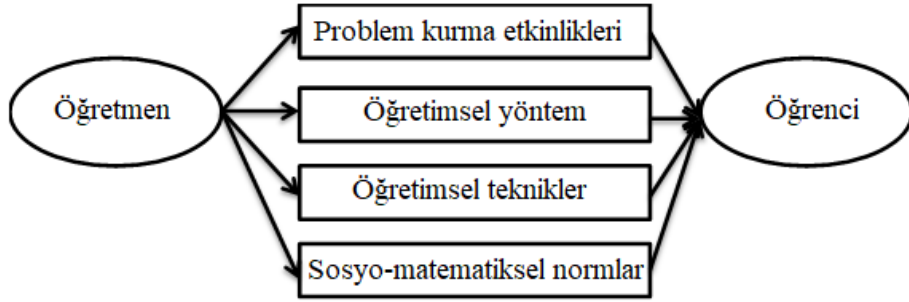 Problem kurma etkinlikleri
Öğretmen
Öğretimsel yöntem
Öğrenci
Öğretimsel teknikler
Sosyo-matematiksel normlar